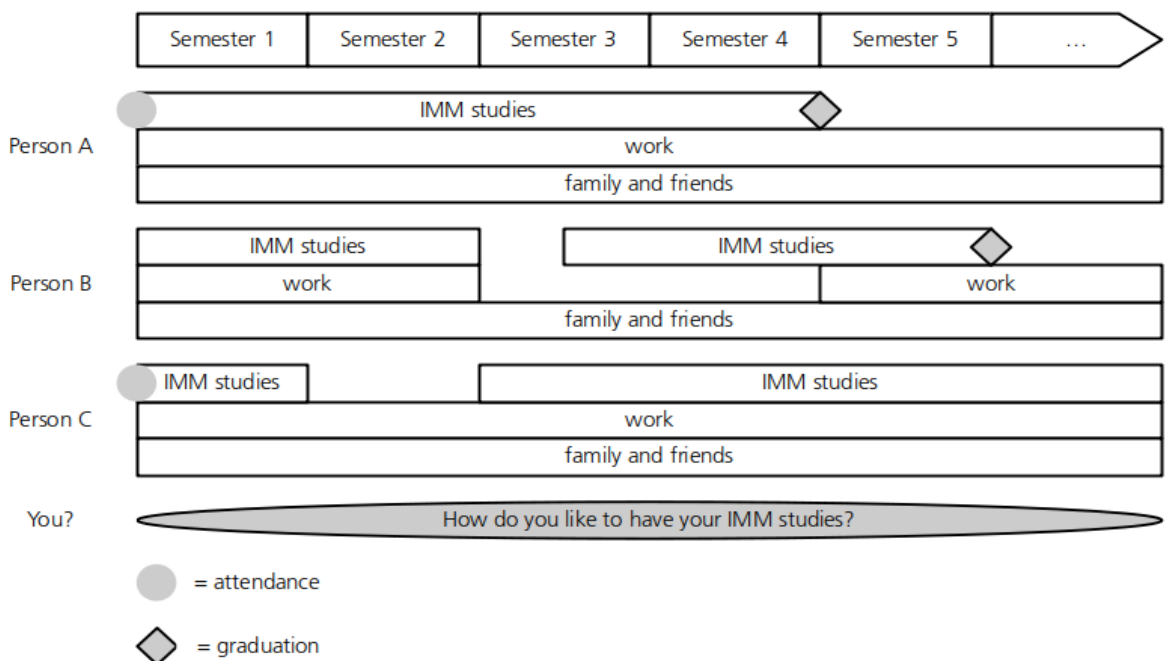 Semester 1 Semester 2 Semester 3 Semester 4 Semester 5 ...
IMM studies
Person A
work
family and friends
IMM studies IMM studies
Person B
work work
family and friends
IMM studies IMM studies
Person C
work
family and friends
You?
How do you like to have your IMM studies?
= attendance
= graduation